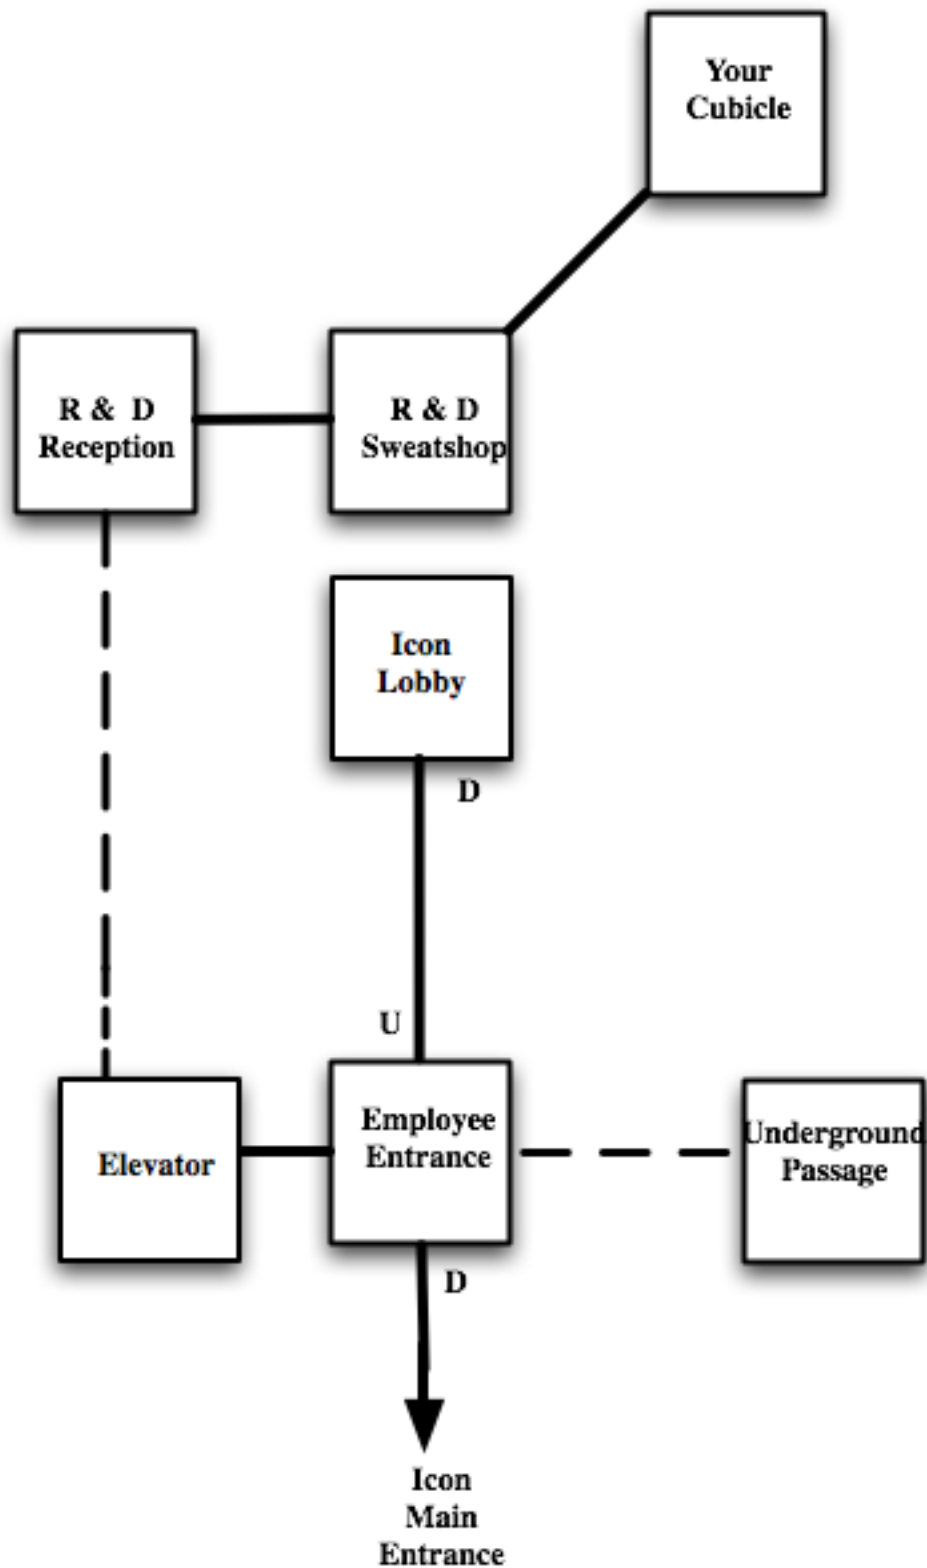 Your
Cubicle
R & D
Reception
R & D
Sweatshop
Icon
Lobby
D
U
Employee
Entrance
Elevator
Underground
Passage
D
Icon
Main
Entrance